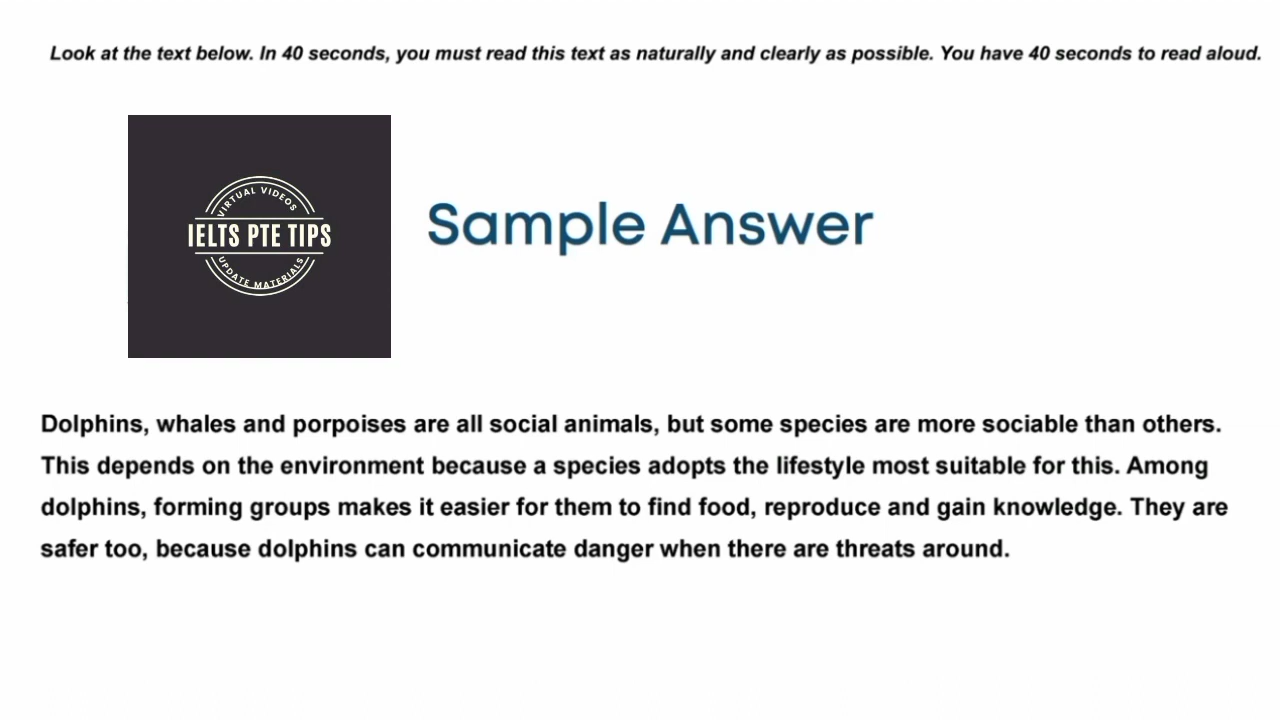 Look at the text below. In 40 seconds, you must read this text as naturally and clearly as possible. You have 40 seconds to read aloud.
VIRTUAL VIDEOS
IELTS PTE TIPS
UPDATE MATERIALS
Sample Answer
Dolphins, whales and porpoises are all social animals, but some species are more sociable than others.
This depends on the environment because a species adopts the lifestyle most suitable for this. Among
dolphins, forming groups makes it easier for them to find food, reproduce and gain knowledge. They are
safer too, because dolphins can communicate danger when there are threats around.